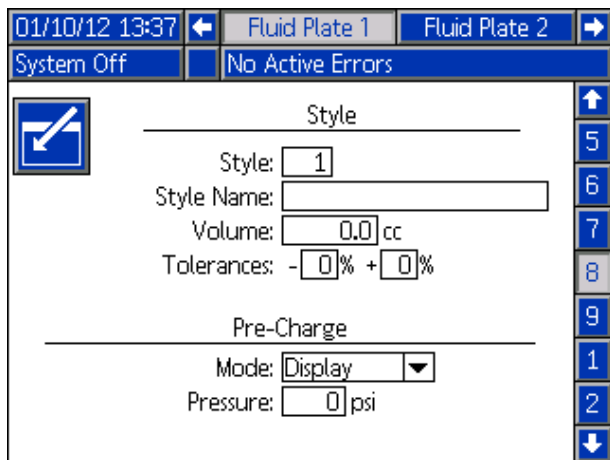 01/10/12 13:37 Fluid Plate 1 Fluid Plate 2
System Off No Active Errors
Style
Style: 1
Style Name:
Volume: 0.0 cc
Tolerances: - 0 % + 0 %
Pre-Charge
Mode: Display
Pressure: 0 psi
5
6
7
8
9
1
2